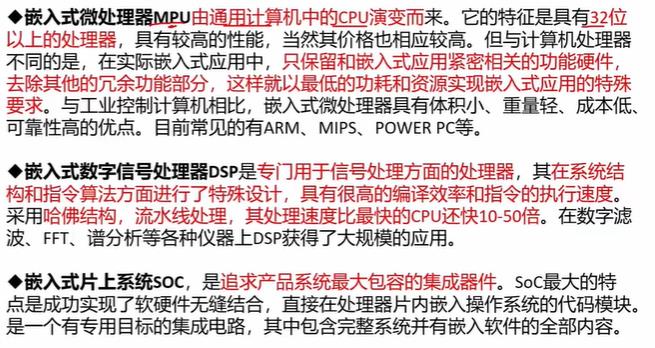 ◆嵌入式微处理器MPU由通用计算机中的CPU演变而来。它的特征是具有32位
以上的处理器，具有较高的性能，当然其价格也相应较高。但与计算机处理器
不同的是，在实际嵌入式应用中，只保留和嵌入式应用紧密相关的功能硬件，
去除其他的冗余功能部分，这样就以最低的功耗和资源实现嵌入式应用的特殊
要求。与工业控制计算机相比，嵌入式微处理器具有体积小、重量轻、成本低、
可靠性高的优点。目前常见的有ARM、MIPS、POWER PC等。
◆嵌入式数字信号处理器DSP是专门用于信号处理方面的处理器，其在系统结
构和指令算法方面进行了特殊设计，具有很高的编译效率和指令的执行速度。
采用哈佛结构，流水线处理，其处理速度比最快的CPU还快10-50倍。在数字滤
波、FFT、谱分析等各种仪器上DSP获得了大规模的应用。
◆嵌入式片上系统SOC，是追求产品系统最大包容的集成器件。SoC最大的特
点是成功实现了软硬件无缝结合，直接在处理器片内嵌入操作系统的代码模块。
是一个有专用目标的集成电路，其中包含完整系统并有嵌入软件的全部内容。